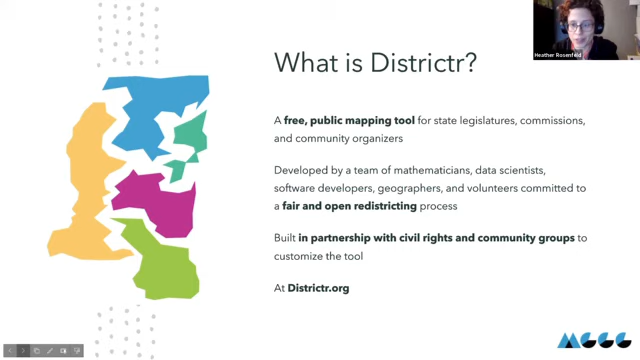 What is Districtr?
Heather Rosenfeld
A free, public mapping tool for state legislatures, commissions,
and community organizers
Developed by a team of mathematicians, data scientists,
software developers, geographers, and volunteers committed to
a fair and open redistricting process
Built in partnership with civil rights and community groups to
customize the tool
At Districtr.org
MGGG